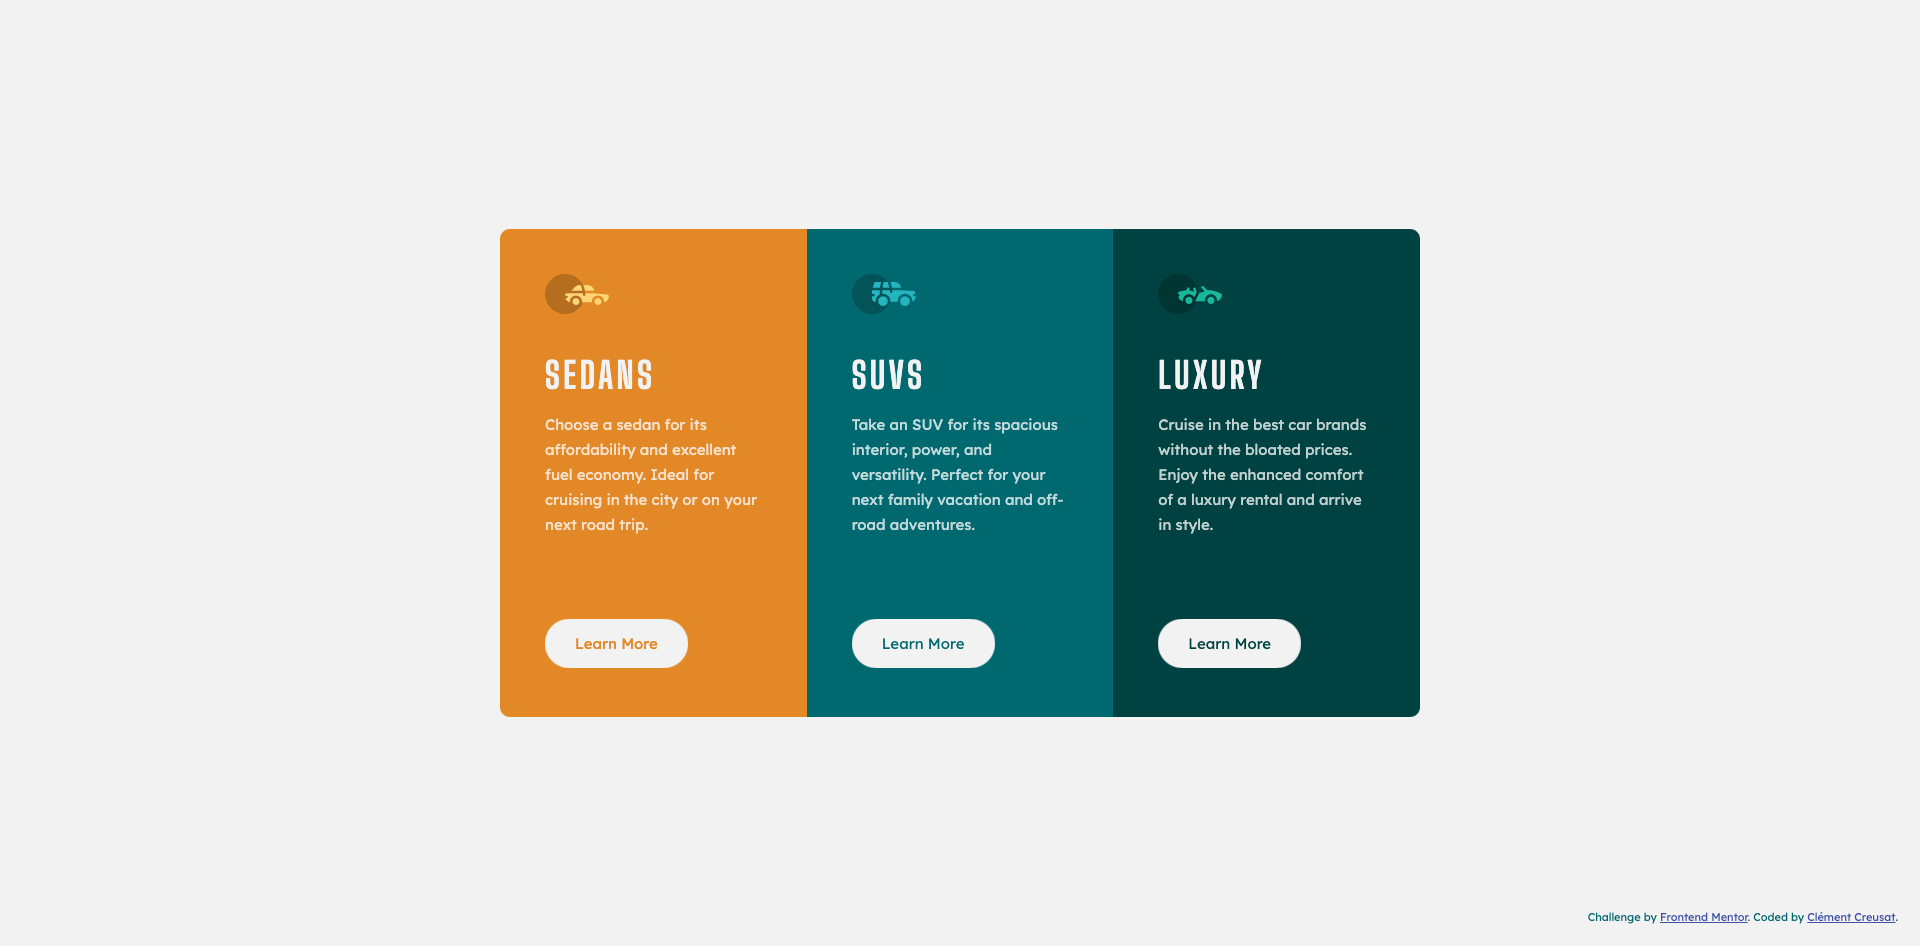 SEDANS
Choose a sedan for its
affordability and excellent
fuel economy. Ideal for
cruising in the city or on your
next road trip.
Learn More
SUVS
Take an SUV for its spacious
interior, power, and
versatility. Perfect for your
next family vacation and off-
road adventures.
Learn More
LUXURY
Cruise in the best car brands
without the bloated prices.
Enjoy the enhanced comfort
of a luxury rental and arrive
in style.
Learn More
Challenge by Frontend Mentor. Coded by Clément Creusat.